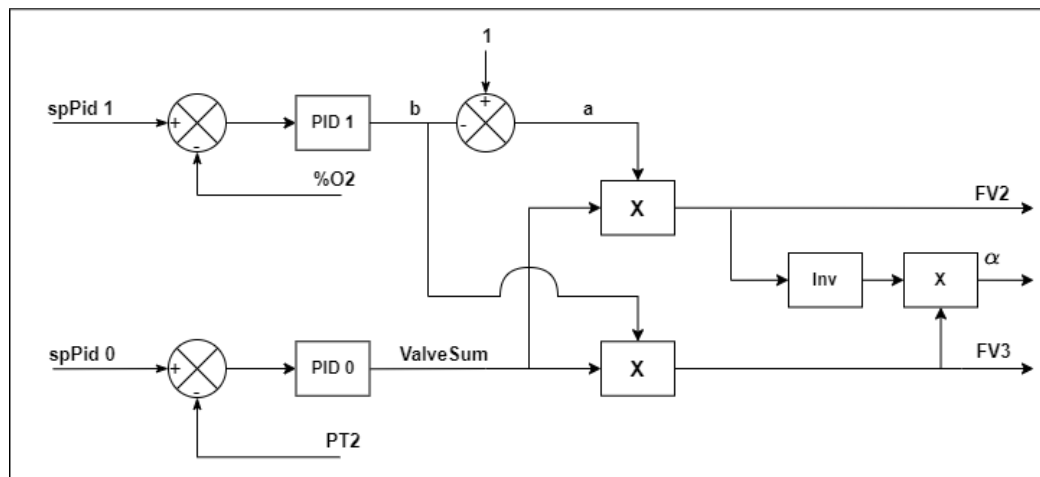 1
spPid 1
+
-
PID 1
b
-
+
a
%O2
X
FV2
Inv
X
α
spPid 0
+
-
PID 0
ValveSum
X
FV3
PT2